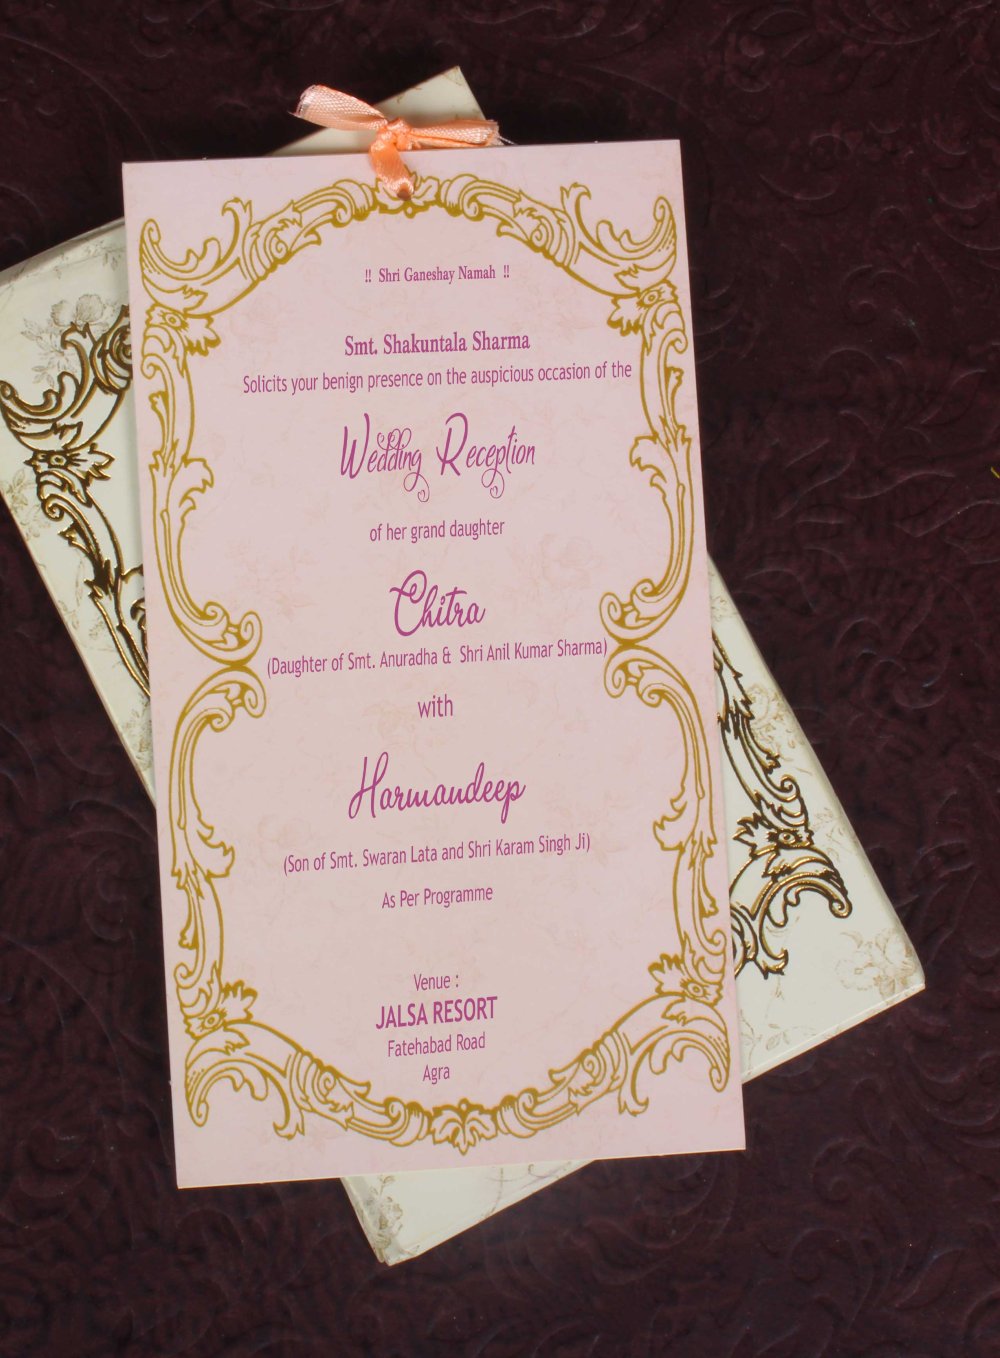 !! Shri Ganeshay Namah !!
Smt. Shakuntala Sharma
Solicits your benign presence on the auspicious occasion of the
Wedding Reception
of her grand daughter
Chitra
(Daughter of Smt. Anuradha & Shri Anil Kumar Sharma)
with
Harmandeep
(Son of Smt. Swaran Lata and Shri Karam Singh Ji)
As Per Programme
Venue :
JALSA RESORT
Fatehabad Road
Agra